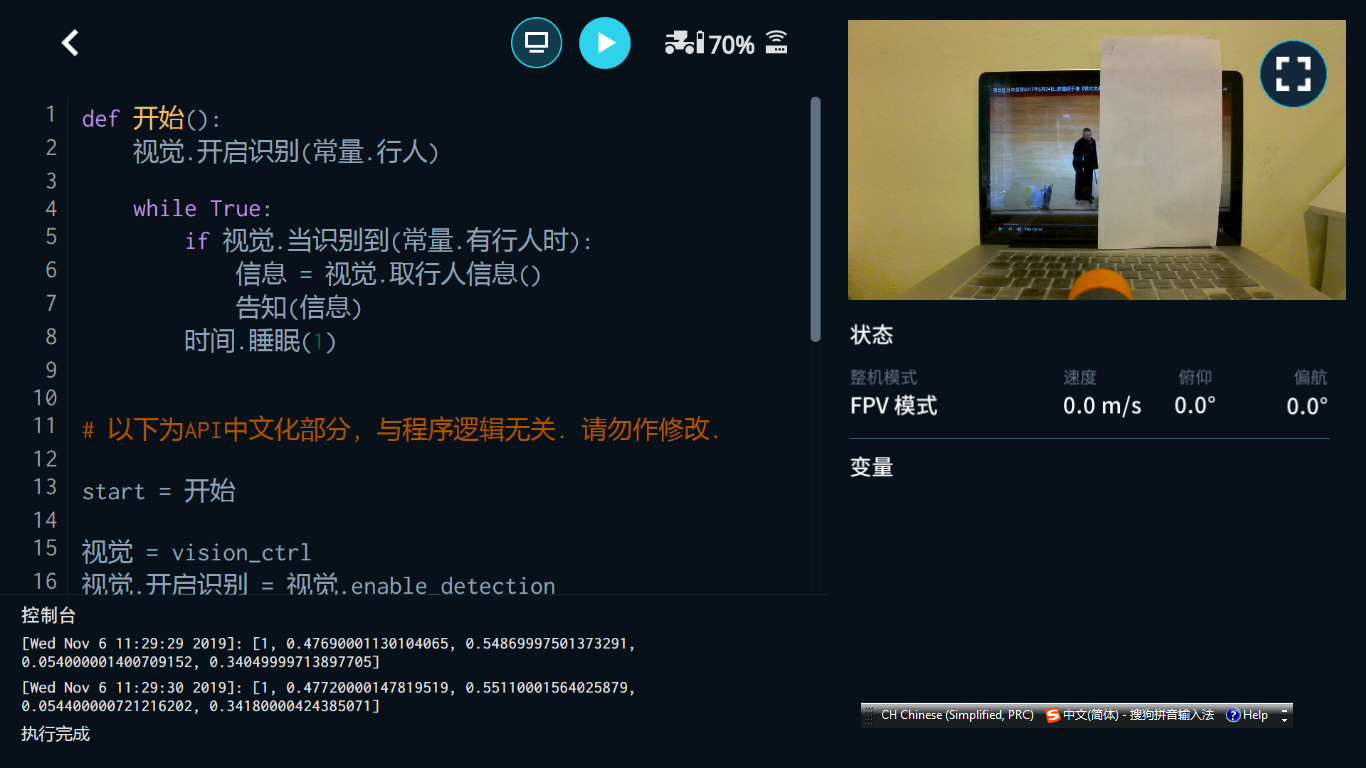 70%
1 def 开始():
2 视觉.开启识别(常量.行人)
3
4 while True:
5 if 视觉.当识别到(常量.有行人时):
6 信息 = 视觉.取行人信息()
7 告知(信息)
8 时间.睡眠(1)
9
10
11 # 以下为API中文化部分, 与程序逻辑无关. 请勿作修改.
12
13 start = 开始
14
15 视觉 = vision_ctrl
16 视觉.开启识别 = 视觉.enable_detection
控制台
[Wed Nov 6 11:29:29 2019]: [1, 0.47690001130104065, 0.54869997501373291,
0.054000001400709152, 0.34049999713897705]
[Wed Nov 6 11:29:30 2019]: [1, 0.47720000147819519, 0.55110001564025879,
0.054400000721216202, 0.34180000424385071]
执行完成
状态
整机模式 速度 俯仰 偏航
FPV 模式 0.0 m/s 0.0° 0.0°
变量
CH Chinese (Simplified, PRC) 中文(简体) - 搜狗拼音输入法 Help